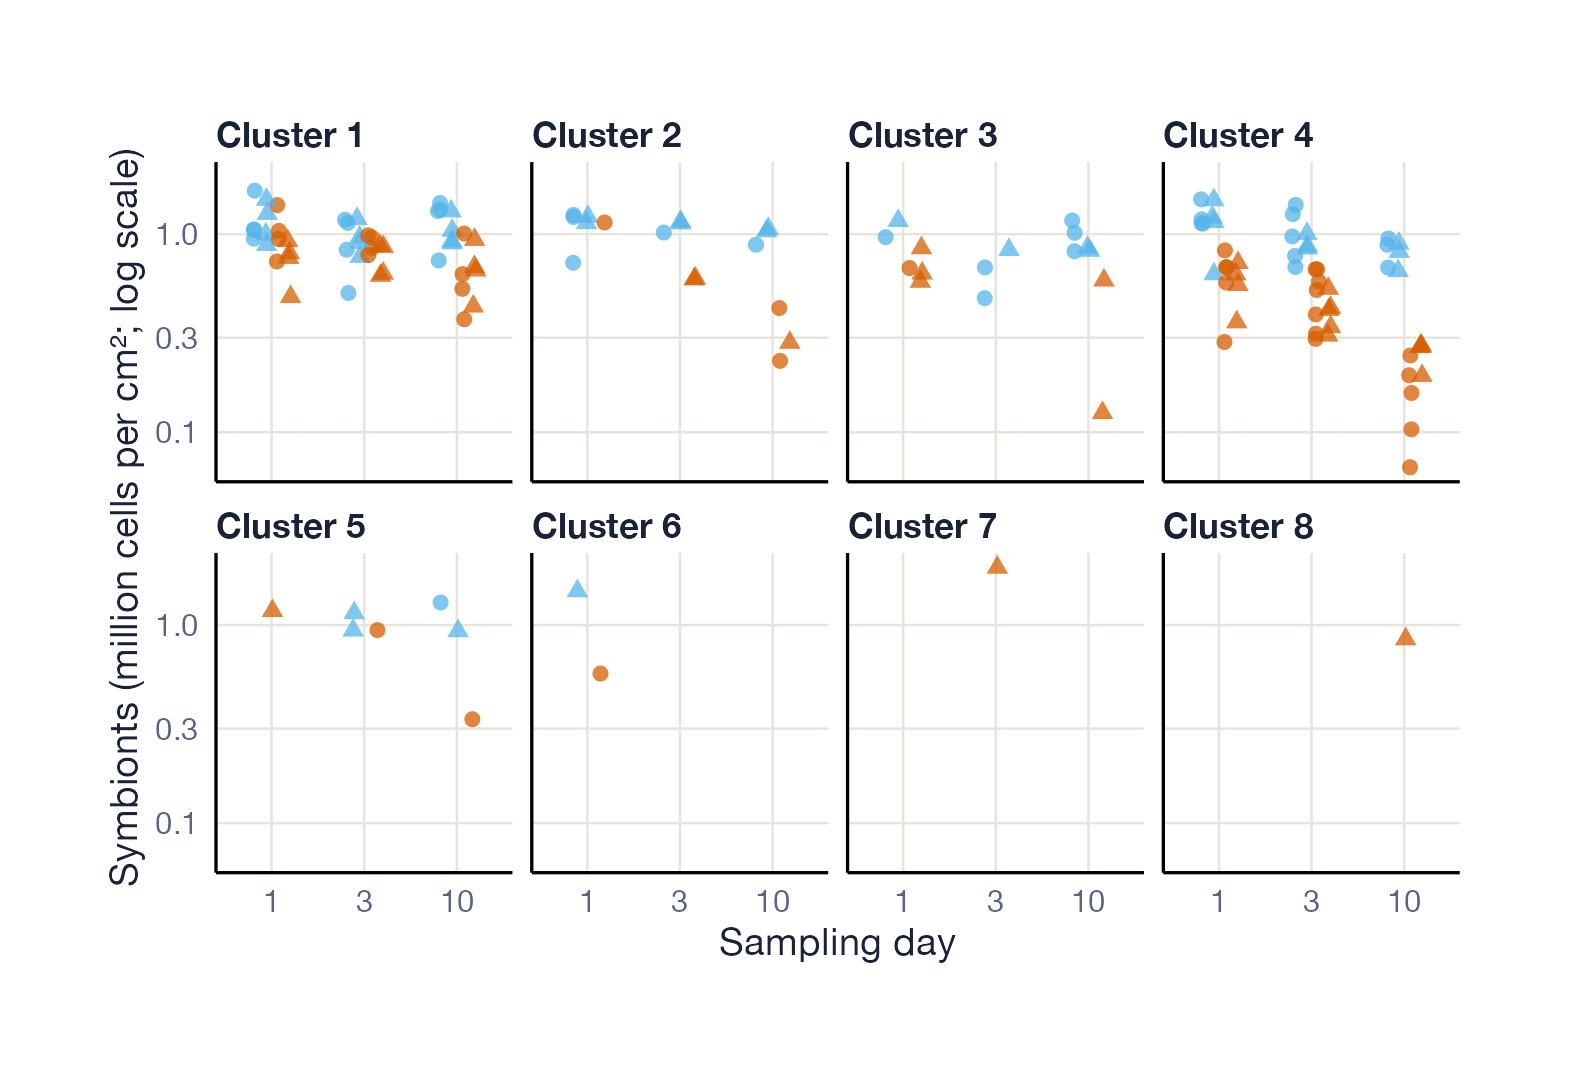 Cluster 1
Cluster 2
Cluster 3
Cluster 4
1.0
0.3
0.1
Cluster 5
Cluster 6
Cluster 7
Cluster 8
1.0
0.3
0.1
1 3 10
1 3 10
1 3 10
1 3 10
Sampling day
Symbionts (million cells per cm²; log scale)